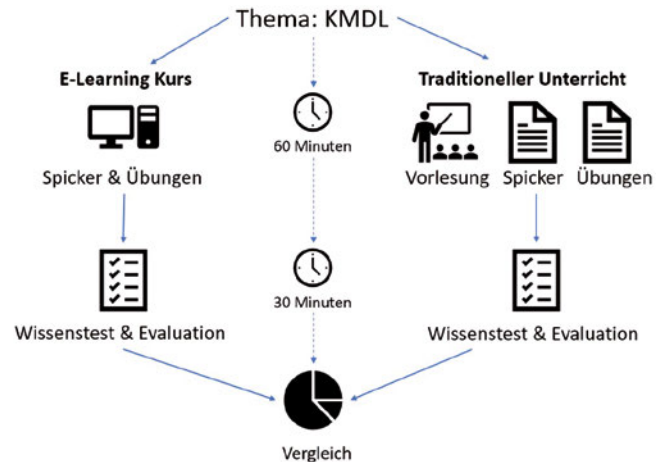 Thema: KMDL
E-Learning Kurs
Traditioneller Unterricht
60 Minuten
Spicker & Übungen
Vorlesung
Spicker
Übungen
30 Minuten
Wissenstest & Evaluation
Wissenstest & Evaluation
Vergleich